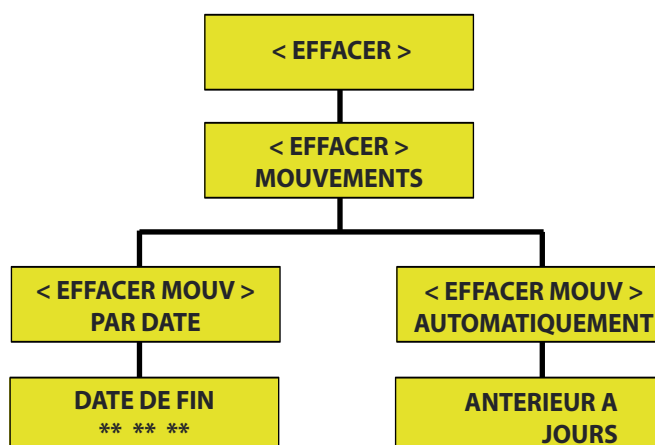 < EFFACER >
< EFFACER >
MOUVEMENTS
< EFFACER MOUV >
PAR DATE
< EFFACER MOUV >
AUTOMATIQUEMENT
DATE DE FIN
** ** **
ANTERIEUR A
JOURS